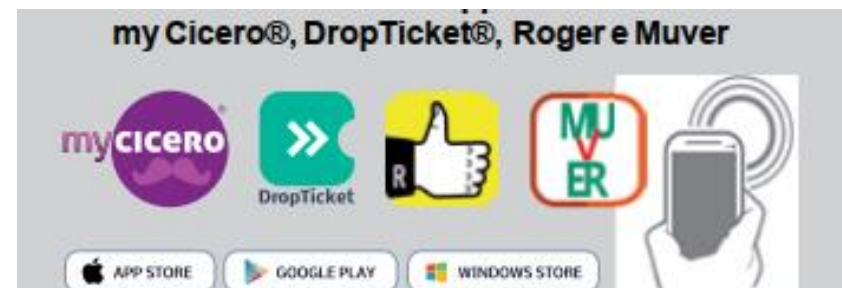 my Cicero®, DropTicket®, Roger e Muver
myCICERO®
DropTicket
R
MU
V
ER
APP STORE
GOOGLE PLAY
WINDOWS STORE